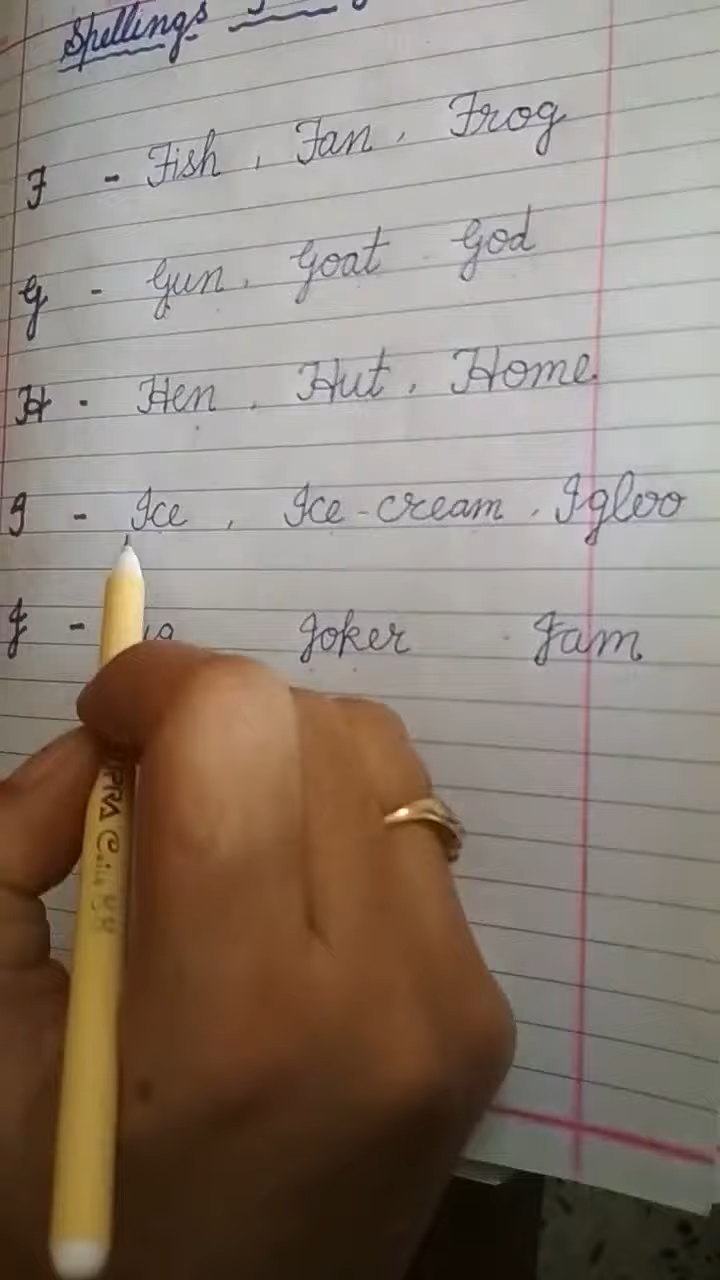 Spellings
F - Fish, Fan, Frog
G - Gun, Goat God
H - Hen, Hut, Home
I - Ice, Ice-cream, Igloo
J - Joker Jam